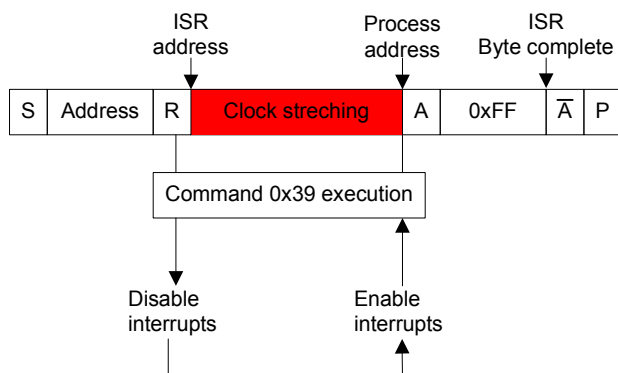 ISR
address
Process
address
ISR
Byte complete
S Address R Clock streching A 0xFF A̅ P
Command 0x39 execution
Disable
interrupts
Enable
interrupts